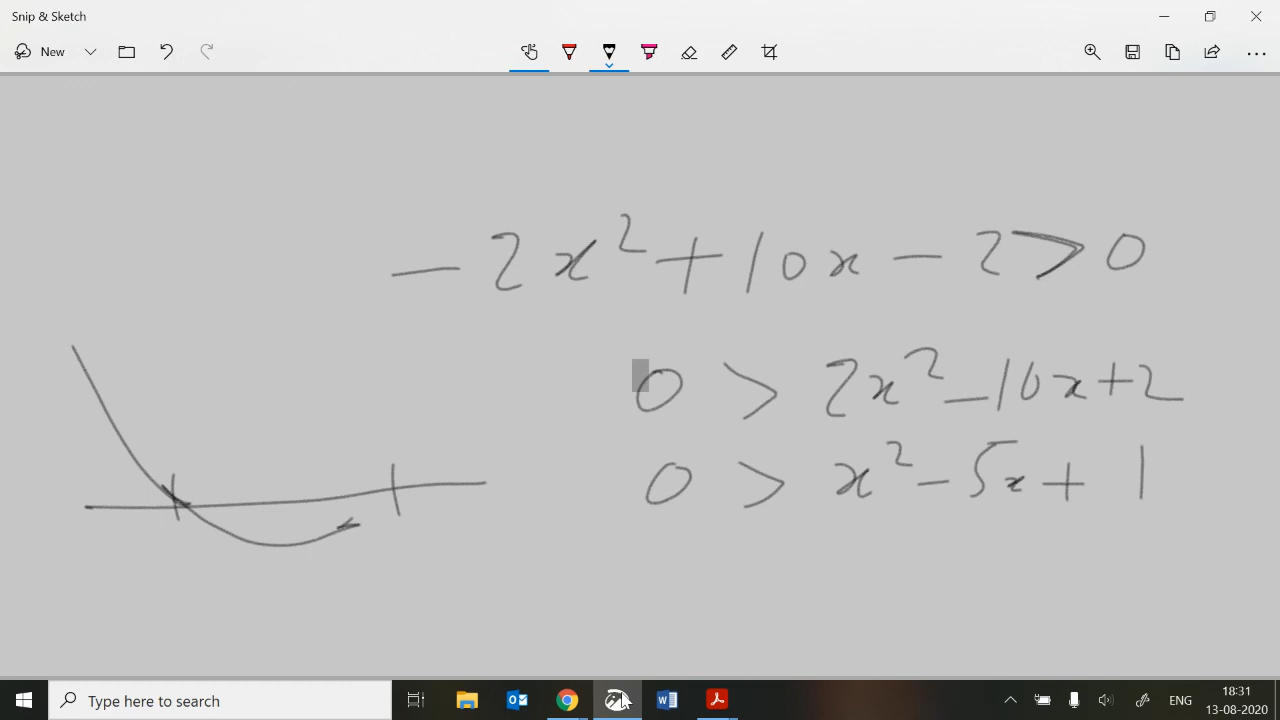 Snip & Sketch
New
-2x²+10x-2>0
0 > 2x²-10x+2
0 > x²-5x+1
Type here to search
ENG
18:31
13-08-2020